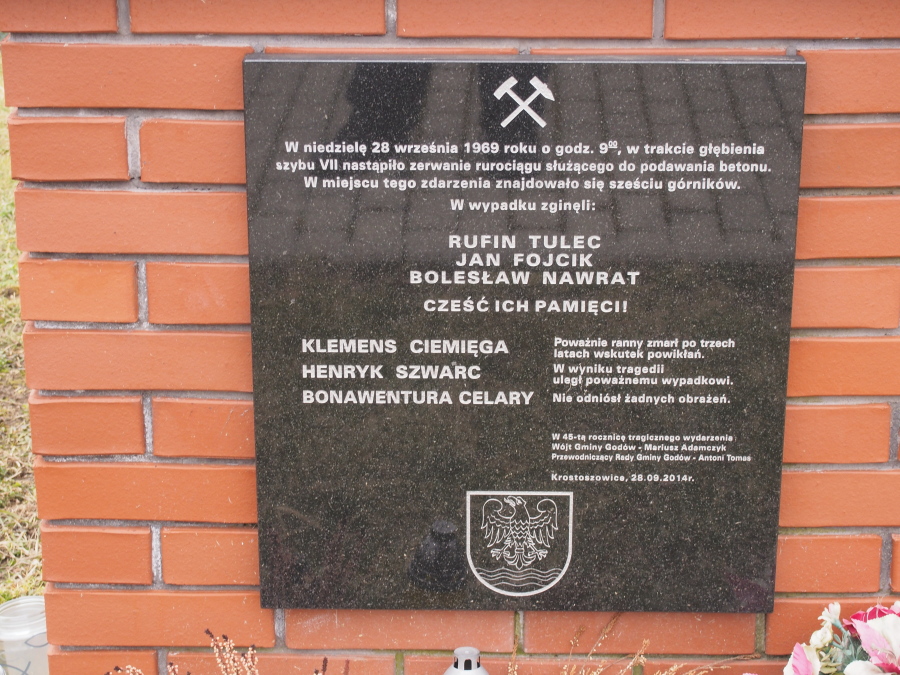 W niedzielę 28 września 1969 roku o godz. 9⁰⁰, w trakcie głębienia
szybu VII nastąpiło zerwanie rurociągu służącego do podawania betonu.
W miejscu tego zdarzenia znajdowało się sześciu górników.
W wypadku zginęli:
RUFIN TULEC
JAN FOJCIK
BOLESŁAW NAWRAT
CZEŚĆ ICH PAMIĘCI!
KLEMENS CIEMIĘGA
Poważnie ranny zmarł po trzech
latach wskutek powikłań.
HENRYK SZWARC
W wyniku tragedii
uległ poważnemu wypadkowi.
BONAWENTURA CELARY
Nie odniósł żadnych obrażeń.
W 45-tą rocznicę tragicznego wydarzenia
Wójt Gminy Godów - Mariusz Adamczyk
Przewodniczący Rady Gminy Godów - Antoni Tomas
Krostoszowice, 28.09.2014r.